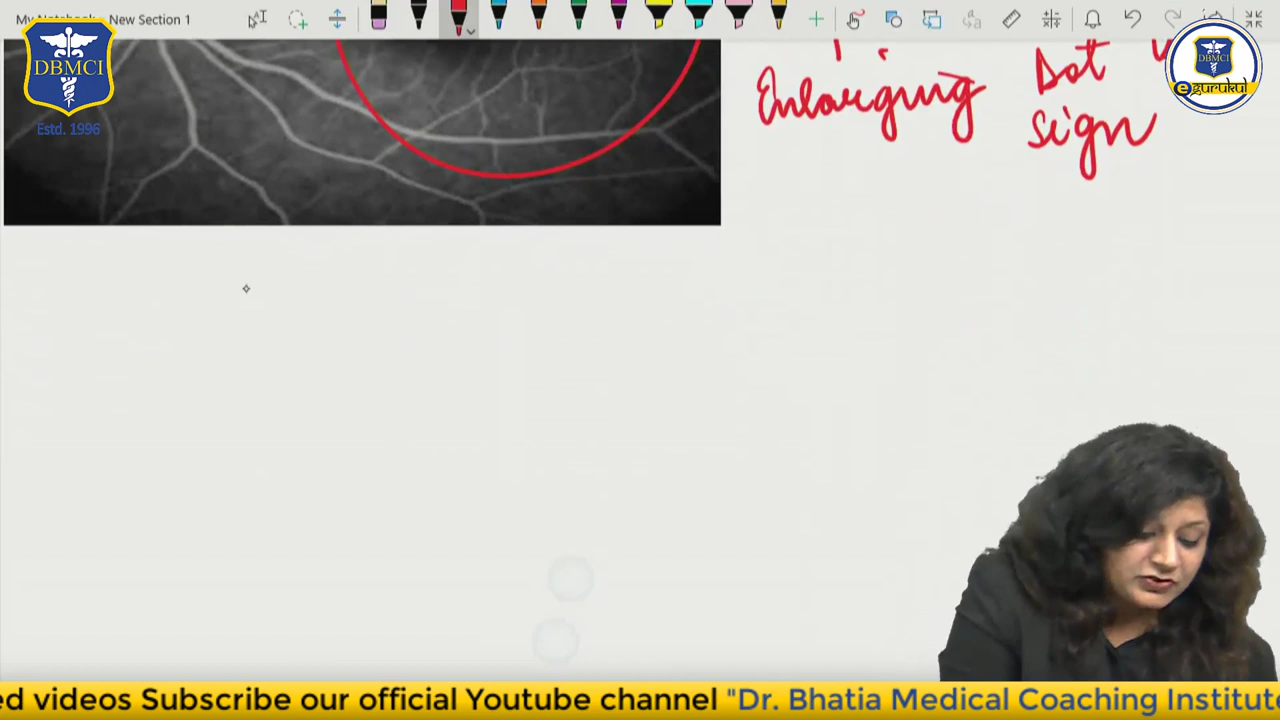 My Notebook - New Section 1
DBMCI
Estd. 1996
Enlarging
Dot
sign
DBMCI
e gurukul
ed videos Subscribe our official Youtube channel "Dr. Bhatia Medical Coaching Institute